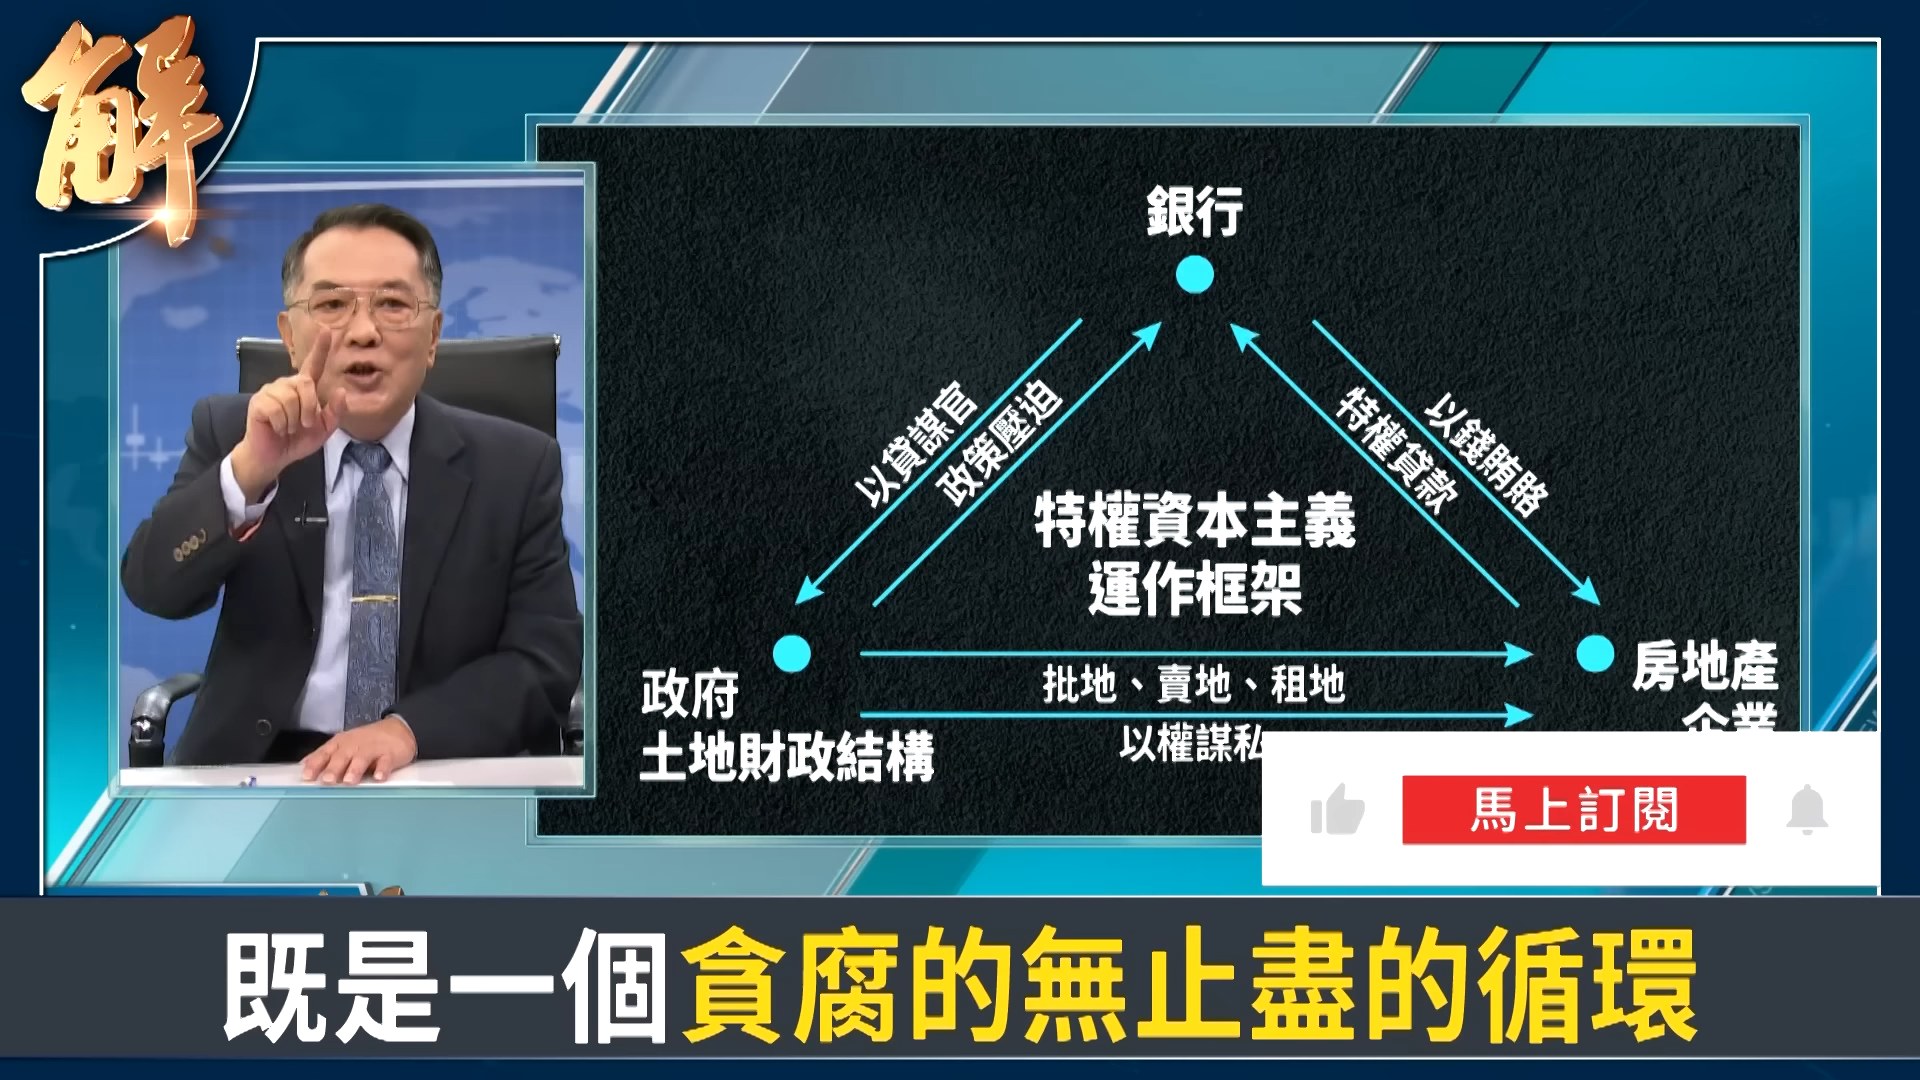 解
銀行
以貸謀官
政策壓迫
特權貸款
以錢賄賂
特權資本主義
運作框架
批地、賣地、租地
以權謀私
政府
土地財政結構
房地產
企業
馬上訂閱
既是一個貪腐的無止盡的循環